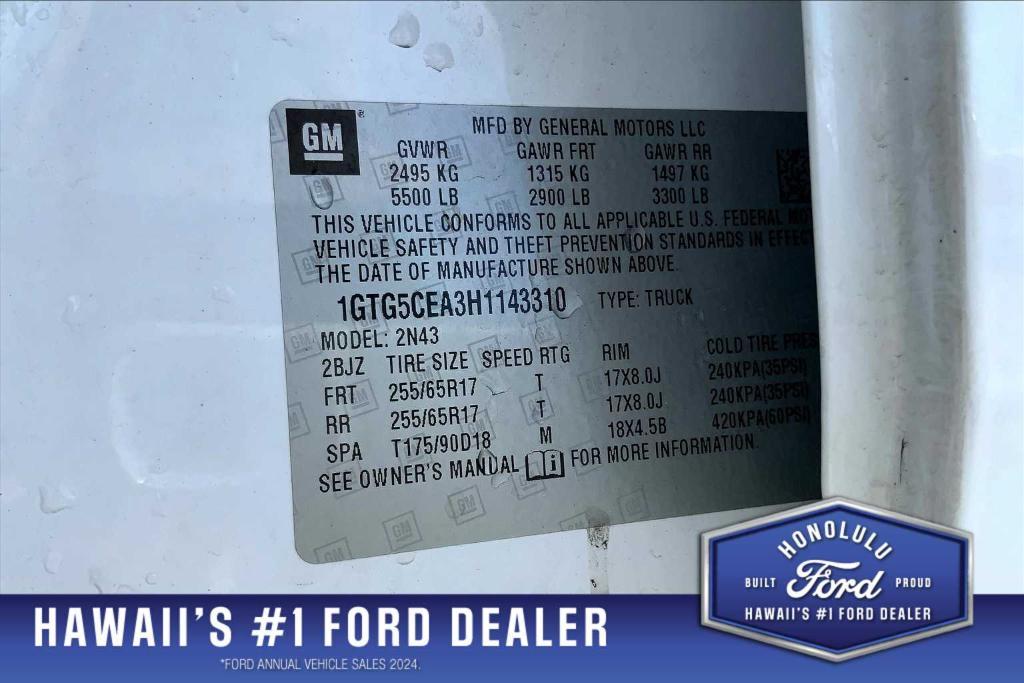 GM
MFD BY GENERAL MOTORS LLC
GVWR GAWR FRT GAWR RR
2495 KG 1315 KG 1497 KG
5500 LB 2900 LB 3300 LB
THIS VEHICLE CONFORMS TO ALL APPLICABLE U.S. FEDERAL
VEHICLE SAFETY AND THEFT PREVENTION STANDARDS IN EFFECT
THE DATE OF MANUFACTURE SHOWN ABOVE.
1GTG5CEA3H1143310 TYPE: TRUCK
MODEL: 2N43
2BJZ TIRE SIZE SPEED RTG RIM COLD TIRE PRES
FRT 255/65R17 T 17X8.0J 240KPA(35PSI)
RR 255/65R17 T 17X8.0J 240KPA(35PSI)
SPA T175/90D18 M 18X4.5B 420KPA(60PSI)
SEE OWNER'S MANUAL FOR MORE INFORMATION.
HONOLULU
BUILT Ford PROUD
HAWAII'S #1 FORD DEALER
HAWAII'S #1 FORD DEALER
*FORD ANNUAL VEHICLE SALES 2024.